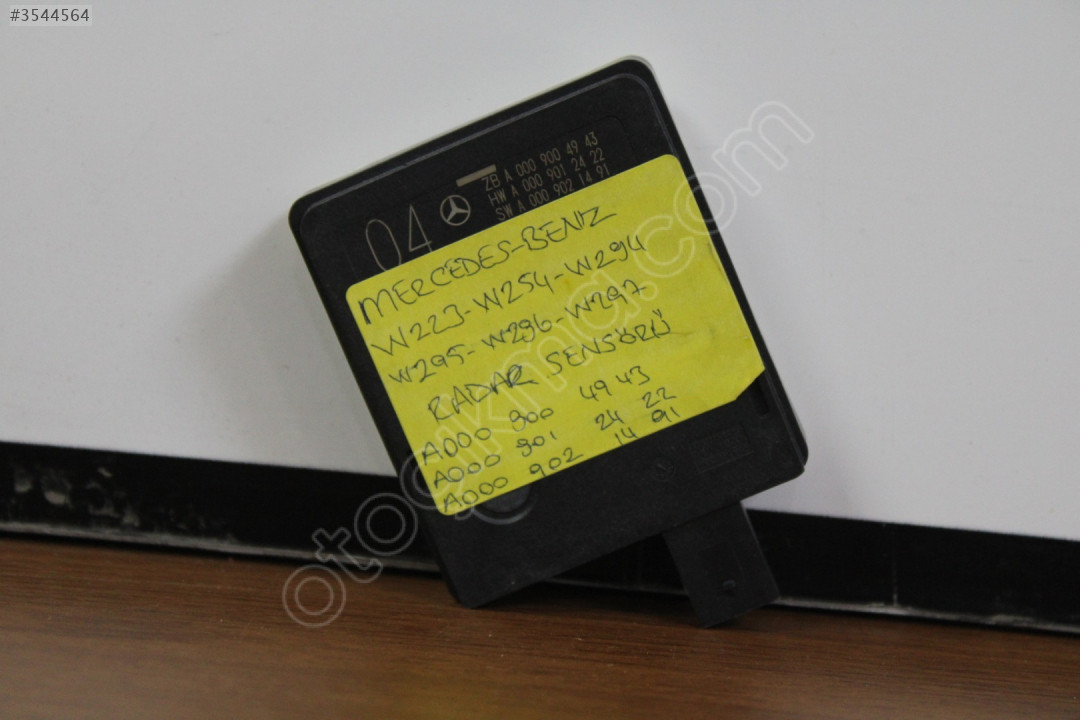 #3544564
ZB A 000 900 49 43
HW A 000 901 24 22
SW A 000 902 14 91
04
MERCEDES-BENZ
W223-W254-W294
W295-W296-W297
RADAR SENSÖRÜ
A000 900 49 43
A000 901 24 22
A000 902 14 91
otocikma.com